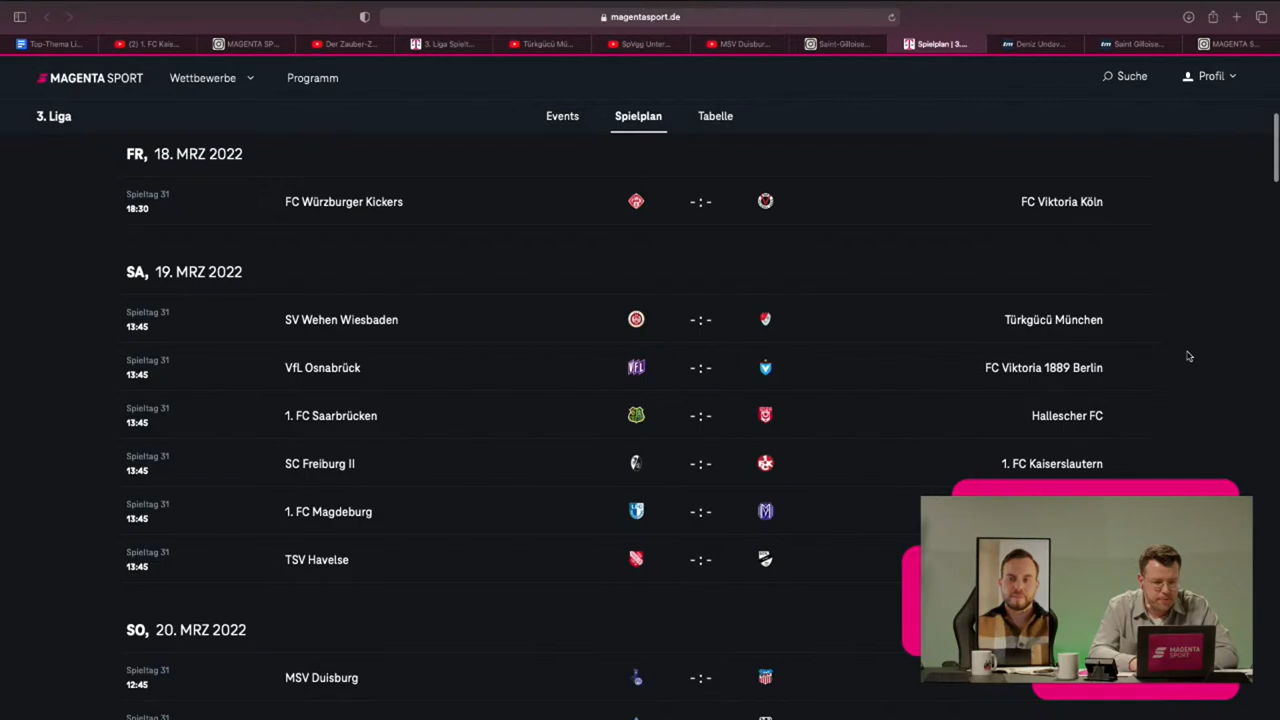 magentasport.de
Top-Thema Li...
(2) 1. FC Kais...
MAGENTA SP...
Der Zauber-Z...
3. Liga Spielt...
Türkgücü Mü...
SpVgg Unter...
MSV Duisbur...
Saint-Gilloise...
Spielplan | 3....
Deniz Undav...
Saint Gilloise...
MAGENTA S...
MAGENTA SPORT
Wettbewerbe
Programm
Suche
Profil
3. Liga
Events
Spielplan
Tabelle
FR, 18. MRZ 2022
Spieltag 31
18:30
FC Würzburger Kickers
- : -
FC Viktoria Köln
SA, 19. MRZ 2022
Spieltag 31
13:45
SV Wehen Wiesbaden
- : -
Türkgücü München
Spieltag 31
13:45
VfL Osnabrück
- : -
FC Viktoria 1889 Berlin
Spieltag 31
13:45
1. FC Saarbrücken
- : -
Hallescher FC
Spieltag 31
13:45
SC Freiburg II
- : -
1. FC Kaiserslautern
Spieltag 31
13:45
1. FC Magdeburg
- : -
Spieltag 31
13:45
TSV Havelse
- : -
SO, 20. MRZ 2022
Spieltag 31
12:45
MSV Duisburg
- : -
MAGENTA
SPORT